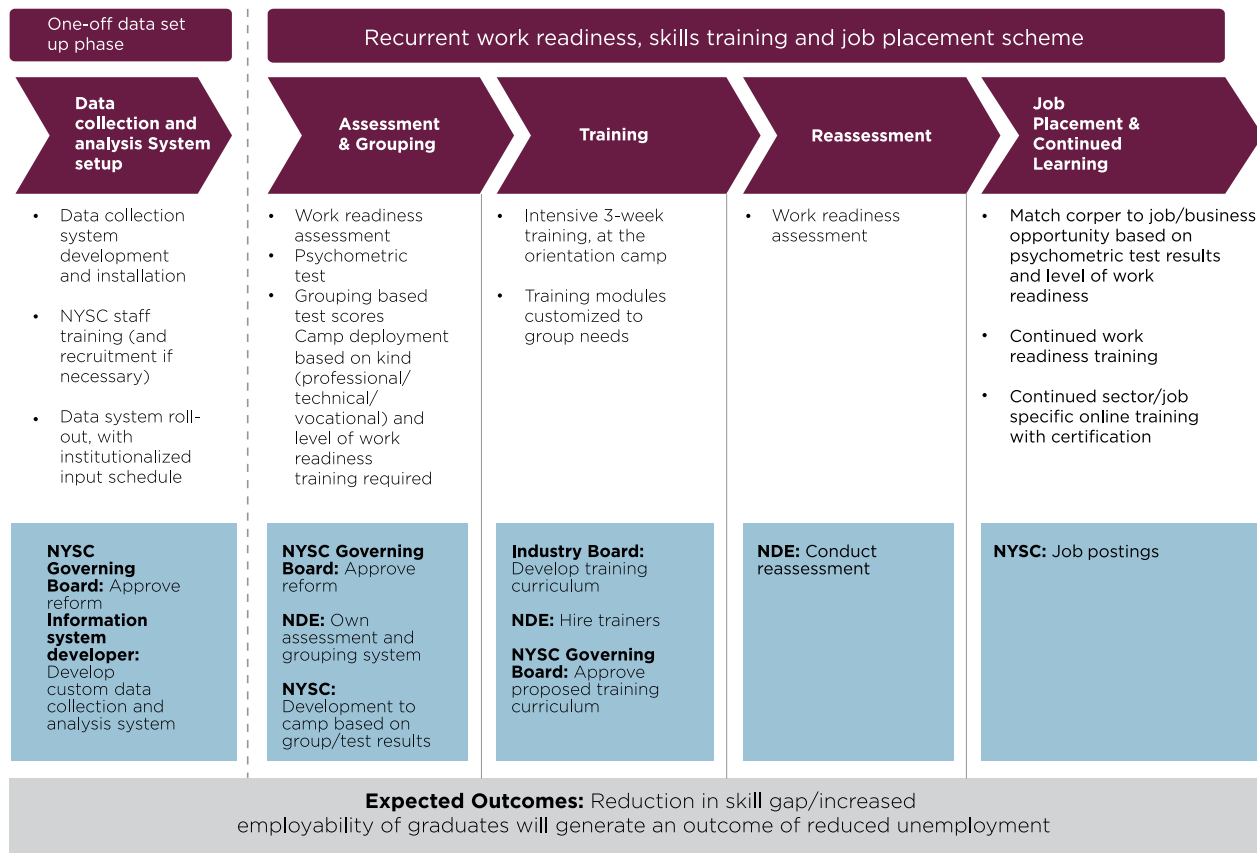 One-off data set
up phase
Recurrent work readiness, skills training and job placement scheme
Data
collection and
analysis System
setup
Assessment
& Grouping
Training
Reassessment
Job
Placement &
Continued
Learning
• Data collection
system
development
and installation
• NYSC staff
training (and
recruitment if
necessary)
• Data system roll-
out, with
institutionalized
input schedule
• Work readiness
assessment
• Psychometric
test
• Grouping based
test scores
Camp deployment
based on kind
(professional/
technical/
vocational) and
level of work
readiness
training required
• Intensive 3-week
training, at the
orientation camp
• Training modules
customized to
group needs
• Work readiness
assessment
• Match corper to job/business
opportunity based on
psychometric test results
and level of work
readiness
• Continued work
readiness training
• Continued sector/job
specific online training
with certification
NYSC
Governing
Board: Approve
reform
Information
system
developer:
Develop
custom data
collection and
analysis system
NYSC Governing
Board: Approve
reform
NDE: Own
assessment and
grouping system
NYSC:
Development to
camp based on
group/test results
Industry Board:
Develop training
curriculum
NDE: Hire trainers
NYSC Governing
Board: Approve
proposed training
curriculum
NDE: Conduct
reassessment
NYSC: Job postings
Expected Outcomes: Reduction in skill gap/increased
employability of graduates will generate an outcome of reduced unemployment